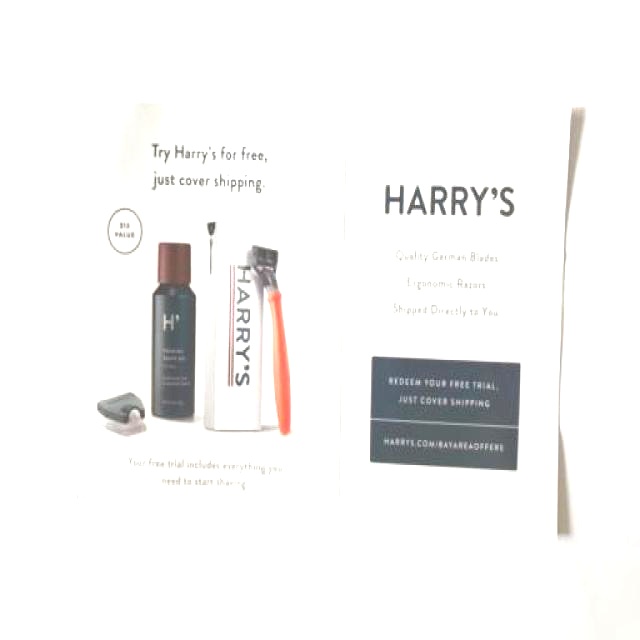 Try Harry's for free,
just cover shipping.
$13
VALUE
H'
HARRY'S
Your free trial includes everything you
need to start shaving
HARRY'S
Quality German Blades
Ergonomic Razors
Shipped Directly to You
REDEEM YOUR FREE TRIAL,
JUST COVER SHIPPING
HARRYS.COM/BAYAREAOFFERS